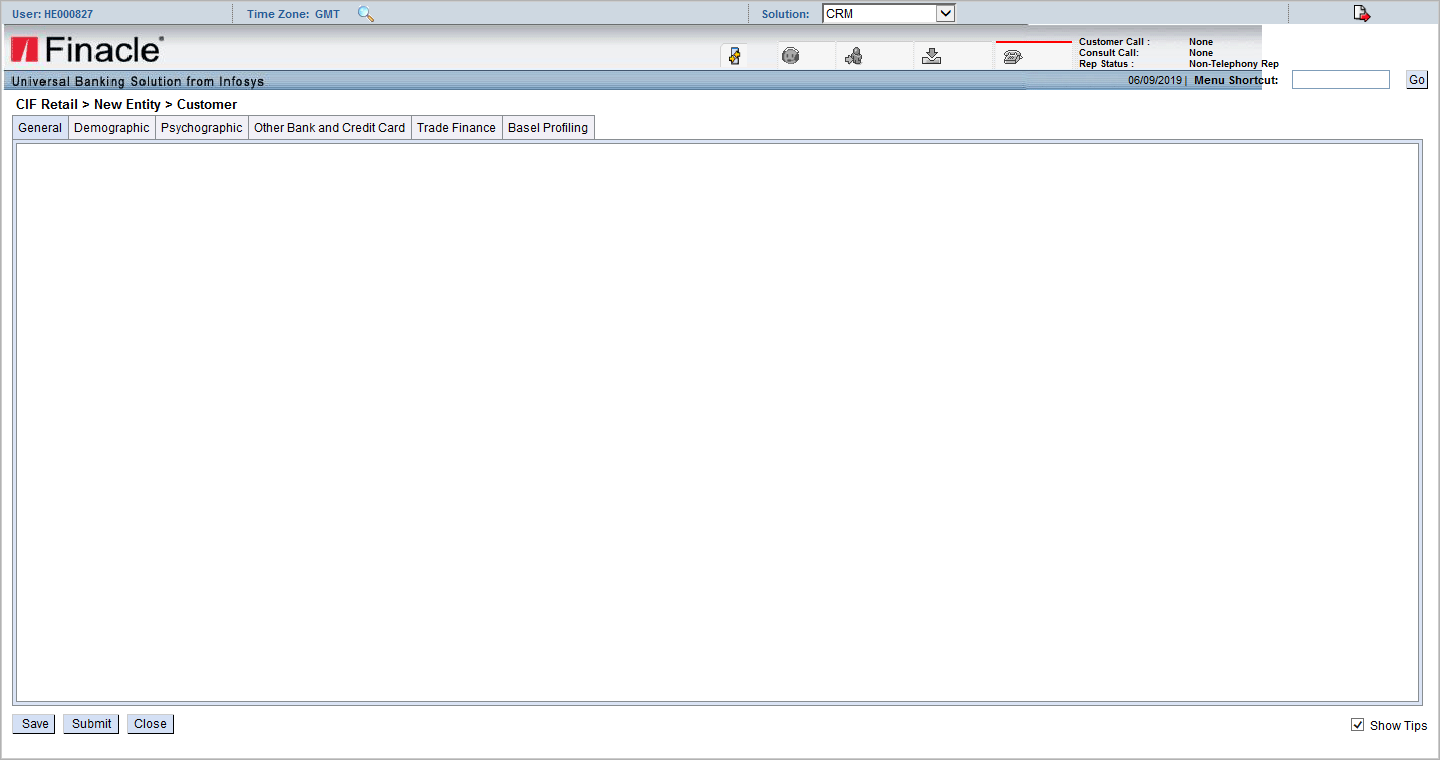 User: HE000827 Time Zone: GMT Solution: CRM
Finacle
Customer Call : None
Consult Call: None
Rep Status : Non-Telephony Rep
Universal Banking Solution from Infosys 06/09/2019 | Menu Shortcut: Go
CIF Retail > New Entity > Customer
General Demographic Psychographic Other Bank and Credit Card Trade Finance Basel Profiling
Save Submit Close Show Tips